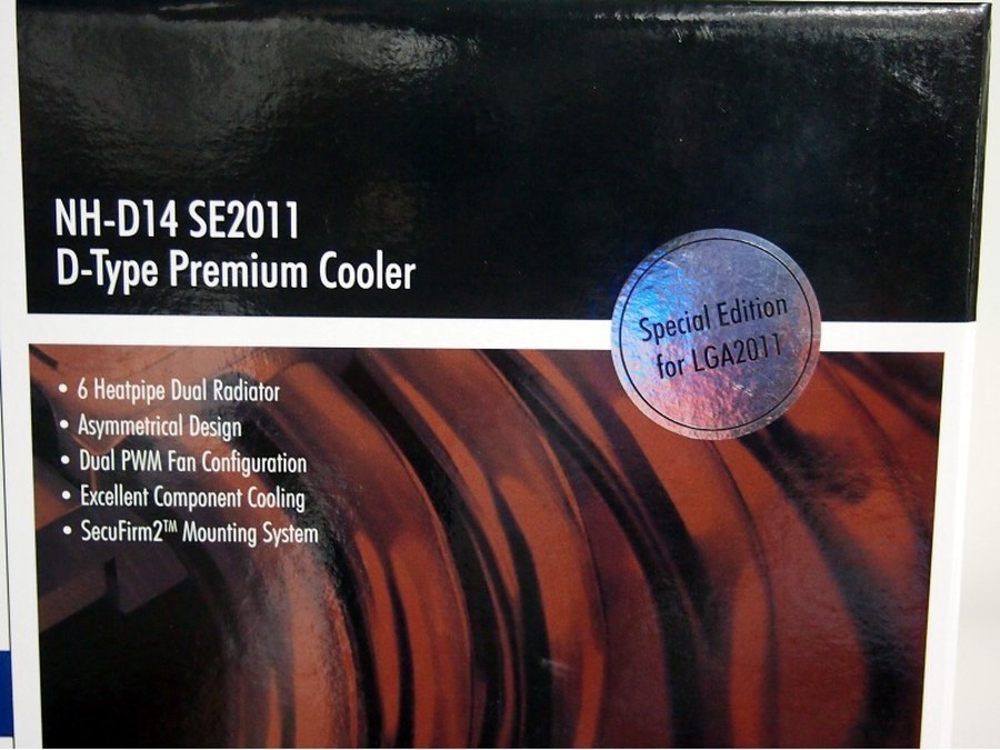 NH-D14 SE2011
D-Type Premium Cooler
Special Edition
for LGA2011
• 6 Heatpipe Dual Radiator
• Asymmetrical Design
• Dual PWM Fan Configuration
• Excellent Component Cooling
• SecuFirm2™ Mounting System